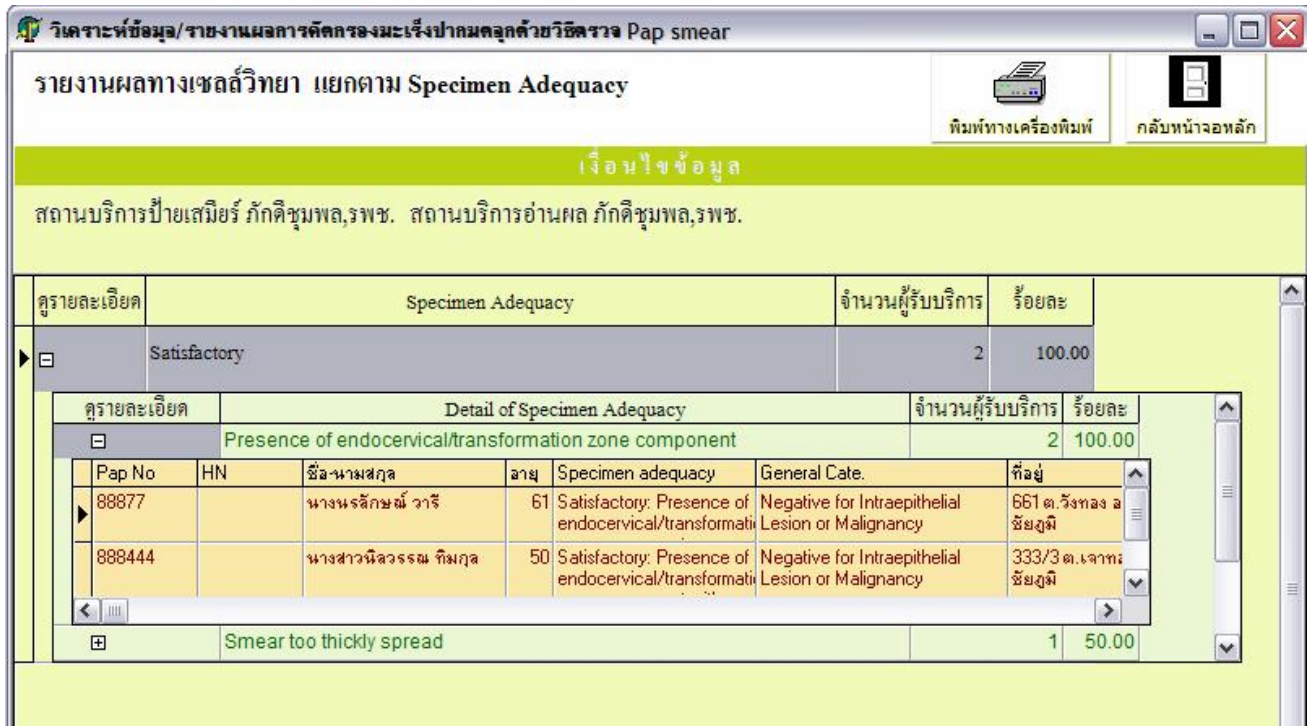 วิเคราะห์ข้อมูล/รายงานผลการคัดกรองมะเร็งปากมดลูกด้วยวิธีตรวจ Pap smear
รายงานผลทางเซลล์วิทยา แยกตาม Specimen Adequacy
พิมพ์ทางเครื่องพิมพ์ กลับหน้าจอหลัก
เงื่อนไขข้อมูล
สถานบริการป้ายเสมียร์ ภักดีชุมพล,รพช. สถานบริการอ่านผล ภักดีชุมพล,รพช.
ดูรายละเอียด Specimen Adequacy จำนวนผู้รับบริการ ร้อยละ
Satisfactory 2 100.00
ดูรายละเอียด Detail of Specimen Adequacy จำนวนผู้รับบริการ ร้อยละ
Presence of endocervical/transformation zone component 2 100.00
Pap No HN ชื่อ-นามสกุล อายุ Specimen adequacy General Cate. ที่อยู่
88877 นางนรลักษณ์ วารี 61 Satisfactory: Presence of Negative for Intraepithelial 661 ต.วังทอง อ
endocervical/transformati Lesion or Malignancy ชัยภูมิ
888444 นางสาวนิลวรรณ ทิมกุล 50 Satisfactory: Presence of Negative for Intraepithelial 333/3 ต.เจาทอ
endocervical/transformati Lesion or Malignancy ชัยภูมิ
Smear too thickly spread 1 50.00